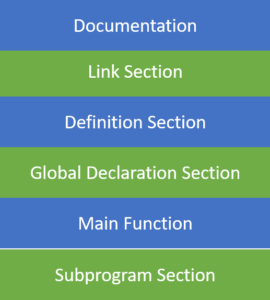 Documentation
Link Section
Definition Section
Global Declaration Section
Main Function
Subprogram Section